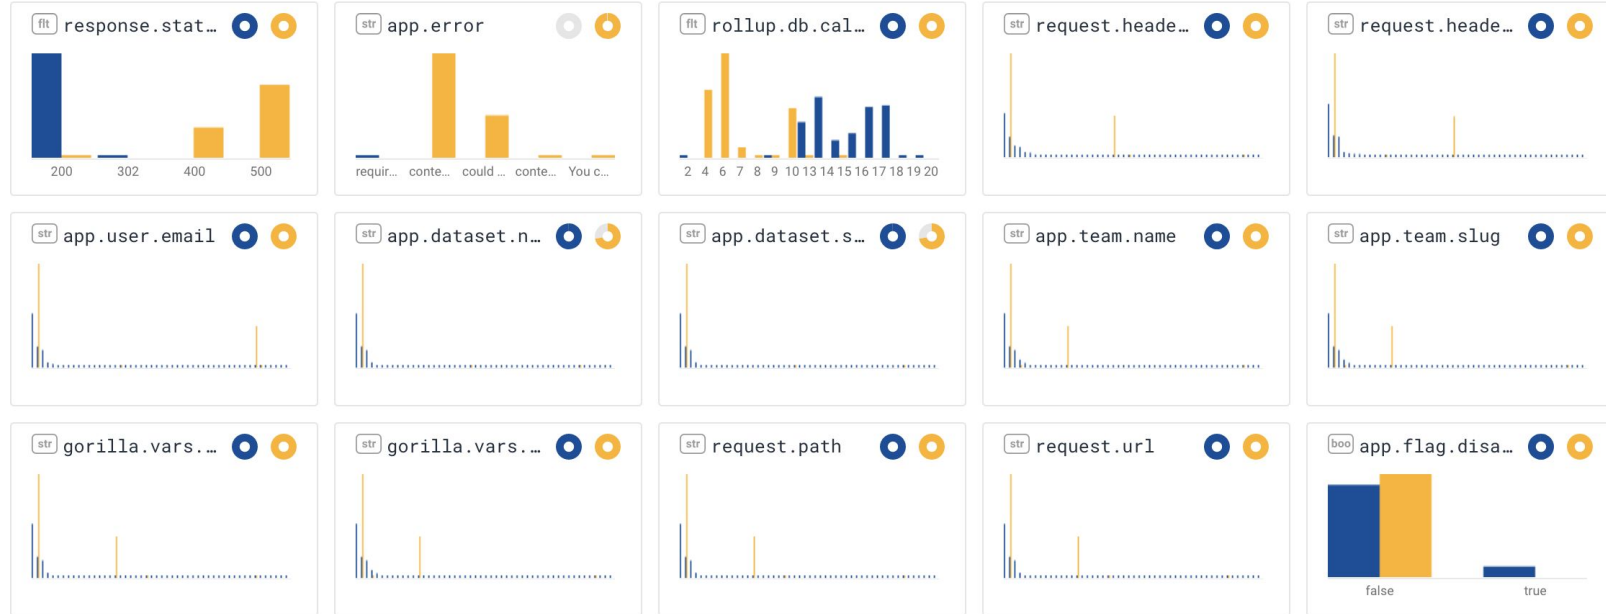 flt response.stat…
str app.error
flt rollup.db.cal…
str request.heade…
str request.heade…
200 302 400 500
requir… conte… could … conte… You c…
2 4 6 7 8 9 10 13 14 15 16 17 18 19 20
str app.user.email
str app.dataset.n…
str app.dataset.s…
str app.team.name
str app.team.slug
str gorilla.vars.…
str gorilla.vars.…
str request.path
str request.url
boo app.flag.disa…
false true